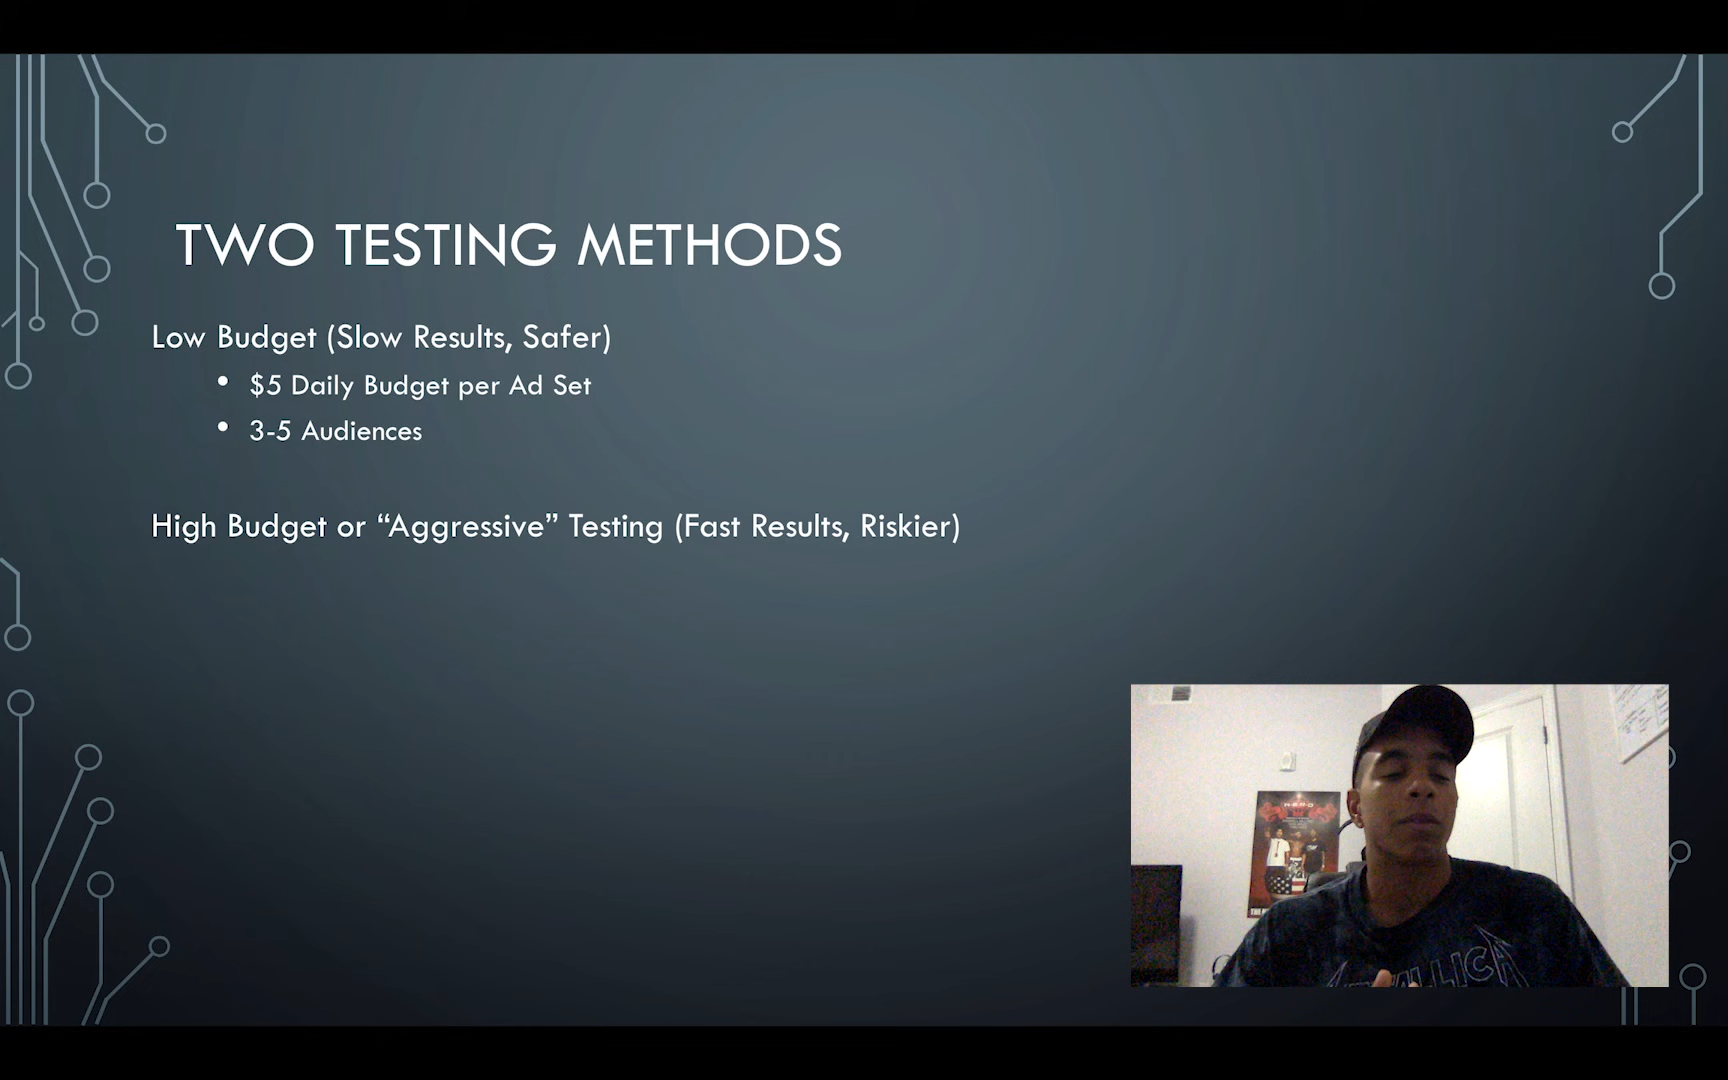 TWO TESTING METHODS
Low Budget (Slow Results, Safer)
• $5 Daily Budget per Ad Set
• 3-5 Audiences
High Budget or “Aggressive” Testing (Fast Results, Riskier)
N.E.R.D
METALLICA